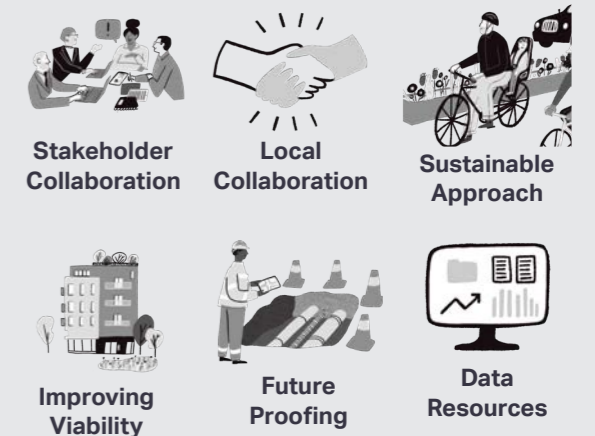 Stakeholder
Collaboration
Local
Collaboration
Sustainable
Approach
Improving
Viability
Future
Proofing
Data
Resources